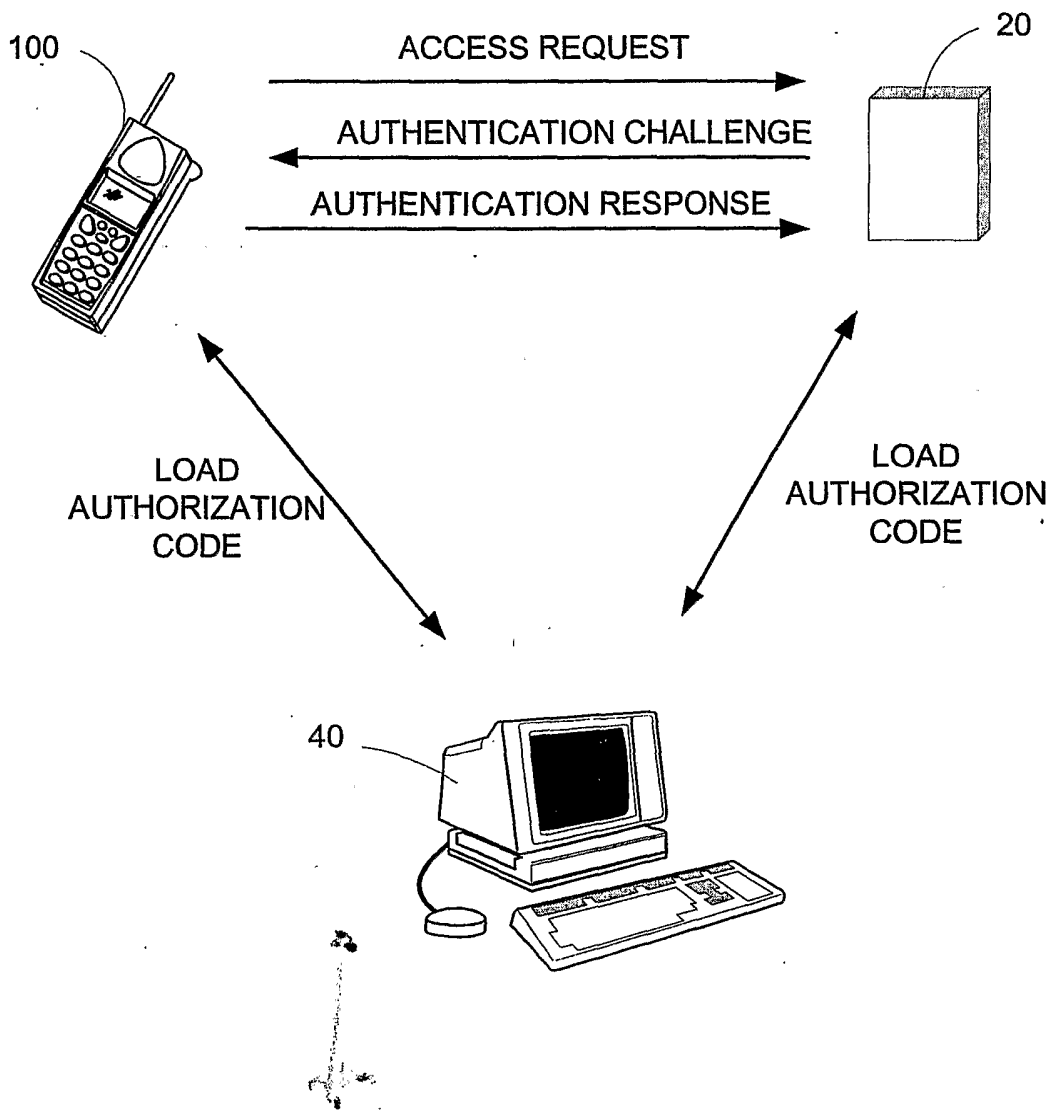 100
20
ACCESS REQUEST
AUTHENTICATION CHALLENGE
AUTHENTICATION RESPONSE
LOAD
AUTHORIZATION
CODE
LOAD
AUTHORIZATION
CODE
40